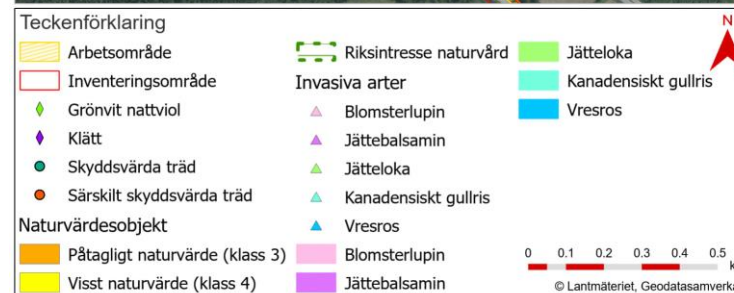 Teckenförklaring
Arbetsområde
Inventeringsområde
Grönvit nattviol
Klätt
Skyddsvärda träd
Särskilt skyddsvärda träd
Naturvärdesobjekt
Påtagligt naturvärde (klass 3)
Visst naturvärde (klass 4)
Riksintresse naturvård
Invasiva arter
Blomsterlupin
Jättebalsamin
Jätteloka
Kanadensiskt gullris
Vresros
Blomsterlupin
Jättebalsamin
Jätteloka
Kanadensiskt gullris
Vresros
N
0 0.1 0.2 0.3 0.4 0.5
© Lantmäteriet, Geodatasamverka